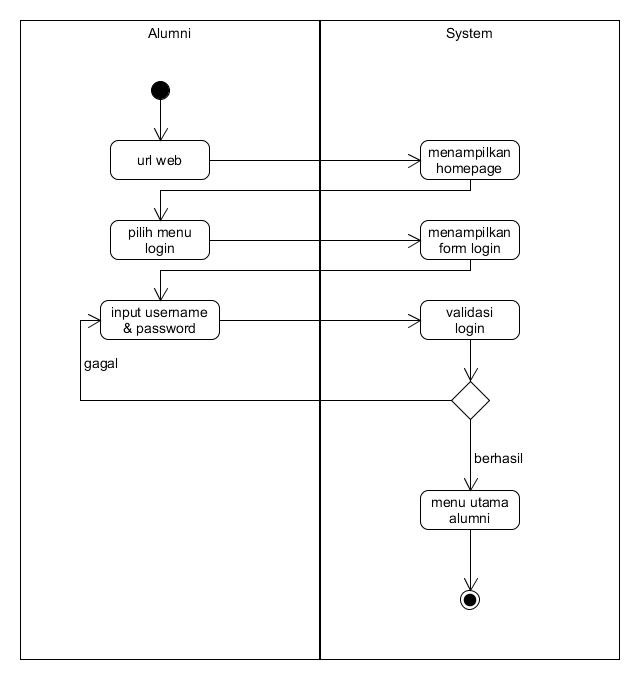 Alumni
System
url web
menampilkan
homepage
pilih menu
login
menampilkan
form login
input username
& password
validasi
login
gagal
berhasil
menu utama
alumni